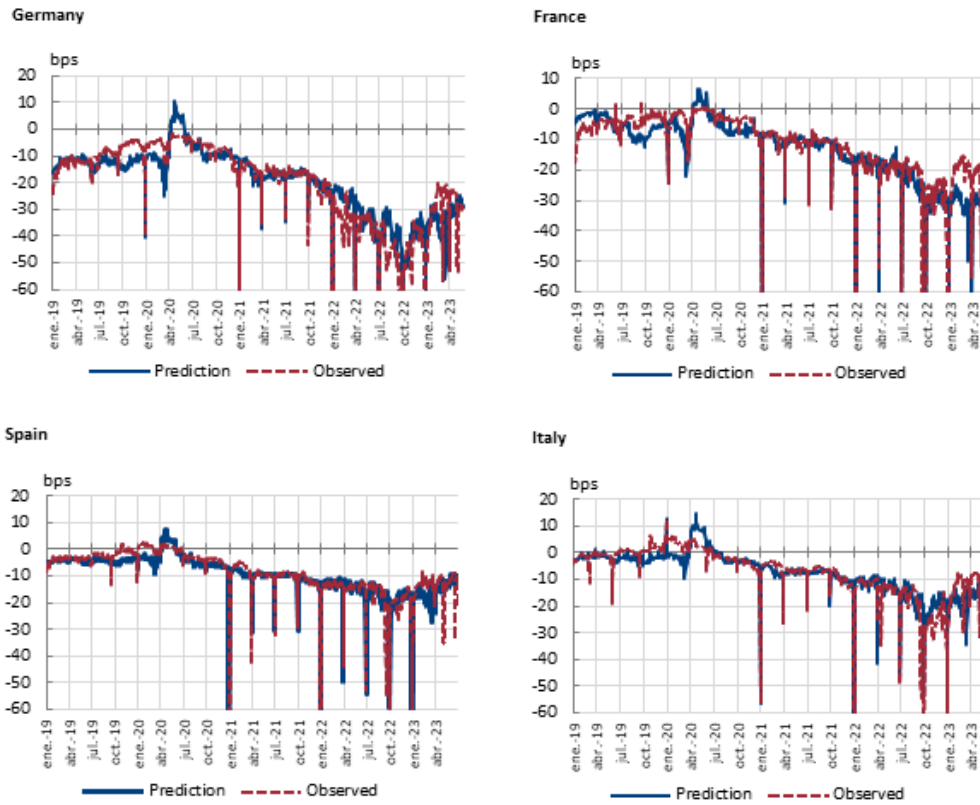 Germany
bps
20
10
0
-10
-20
-30
-40
-50
-60
ene.-19
abr.-19
jul.-19
oct.-19
ene.-20
abr.-20
jul.-20
oct.-20
ene.-21
abr.-21
jul.-21
oct.-21
ene.-22
abr.-22
jul.-22
oct.-22
ene.-23
abr.-23
Prediction
Observed
France
bps
10
0
-10
-20
-30
-40
-50
-60
ene.-19
abr.-19
jul.-19
oct.-19
ene.-20
abr.-20
jul.-20
oct.-20
ene.-21
abr.-21
jul.-21
oct.-21
ene.-22
abr.-22
jul.-22
oct.-22
ene.-23
abr.-23
Prediction
Observed
Spain
bps
20
10
0
-10
-20
-30
-40
-50
-60
ene.-19
abr.-19
jul.-19
oct.-19
ene.-20
abr.-20
jul.-20
oct.-20
ene.-21
abr.-21
jul.-21
oct.-21
ene.-22
abr.-22
jul.-22
oct.-22
ene.-23
abr.-23
Prediction
Observed
Italy
bps
20
10
0
-10
-20
-30
-40
-50
-60
ene.-19
abr.-19
jul.-19
oct.-19
ene.-20
abr.-20
jul.-20
oct.-20
ene.-21
abr.-21
jul.-21
oct.-21
ene.-22
abr.-22
jul.-22
oct.-22
ene.-23
abr.-23
Prediction
Observed